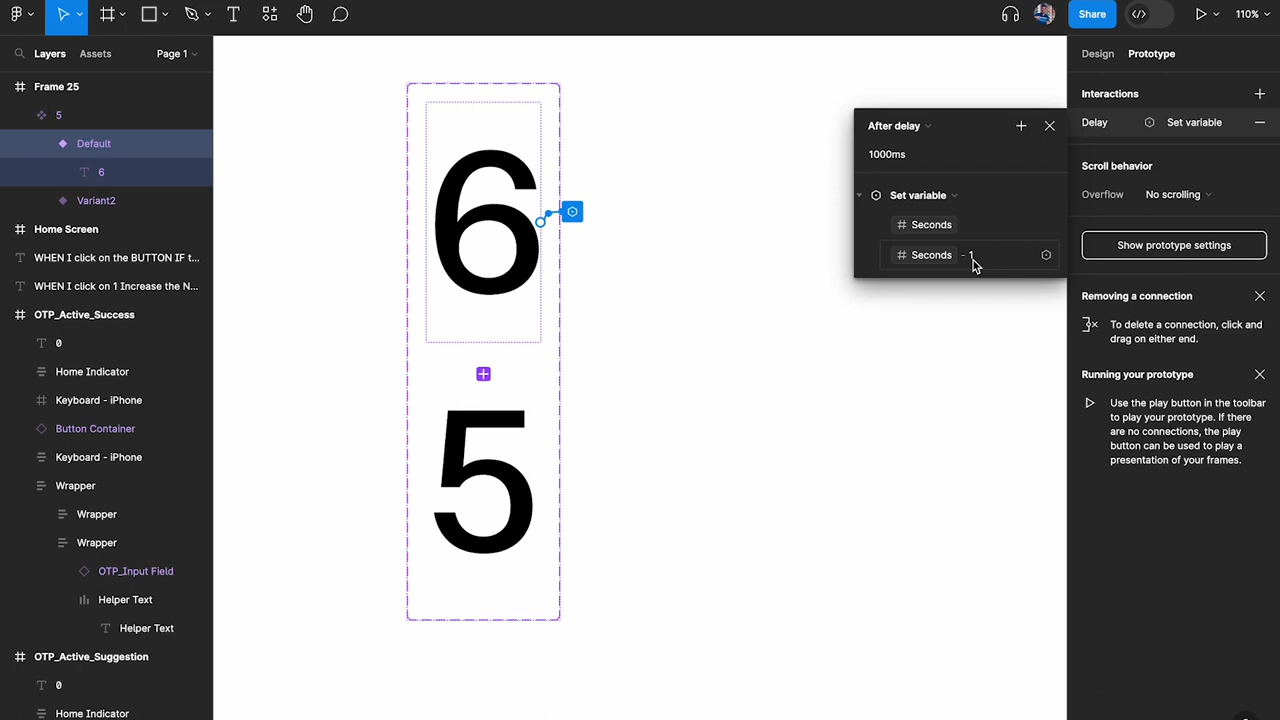 Share
110%
Layers
Assets
Page 1
Frame 25
5
Default
6
Variant2
Home Screen
WHEN I click on the BUTTON IF t...
WHEN I click on 1 Increase the N...
OTP_Active_Success
0
Home Indicator
Keyboard - iPhone
Button Container
Keyboard - iPhone
Wrapper
Wrapper
Wrapper
OTP_Input Field
Helper Text
Helper Text
OTP_Active_Suggestion
0
Home Indicator
6
5
After delay
1000ms
Set variable
Seconds
Seconds - 1
Design
Prototype
Interactions
Delay
Set variable
Scroll behavior
Overflow
No scrolling
Show prototype settings
Removing a connection
To delete a connection, click and
drag on either end.
Running your prototype
Use the play button in the toolbar
to play your prototype. If there
are no connections, the play
button can be used to play a
presentation of your frames.